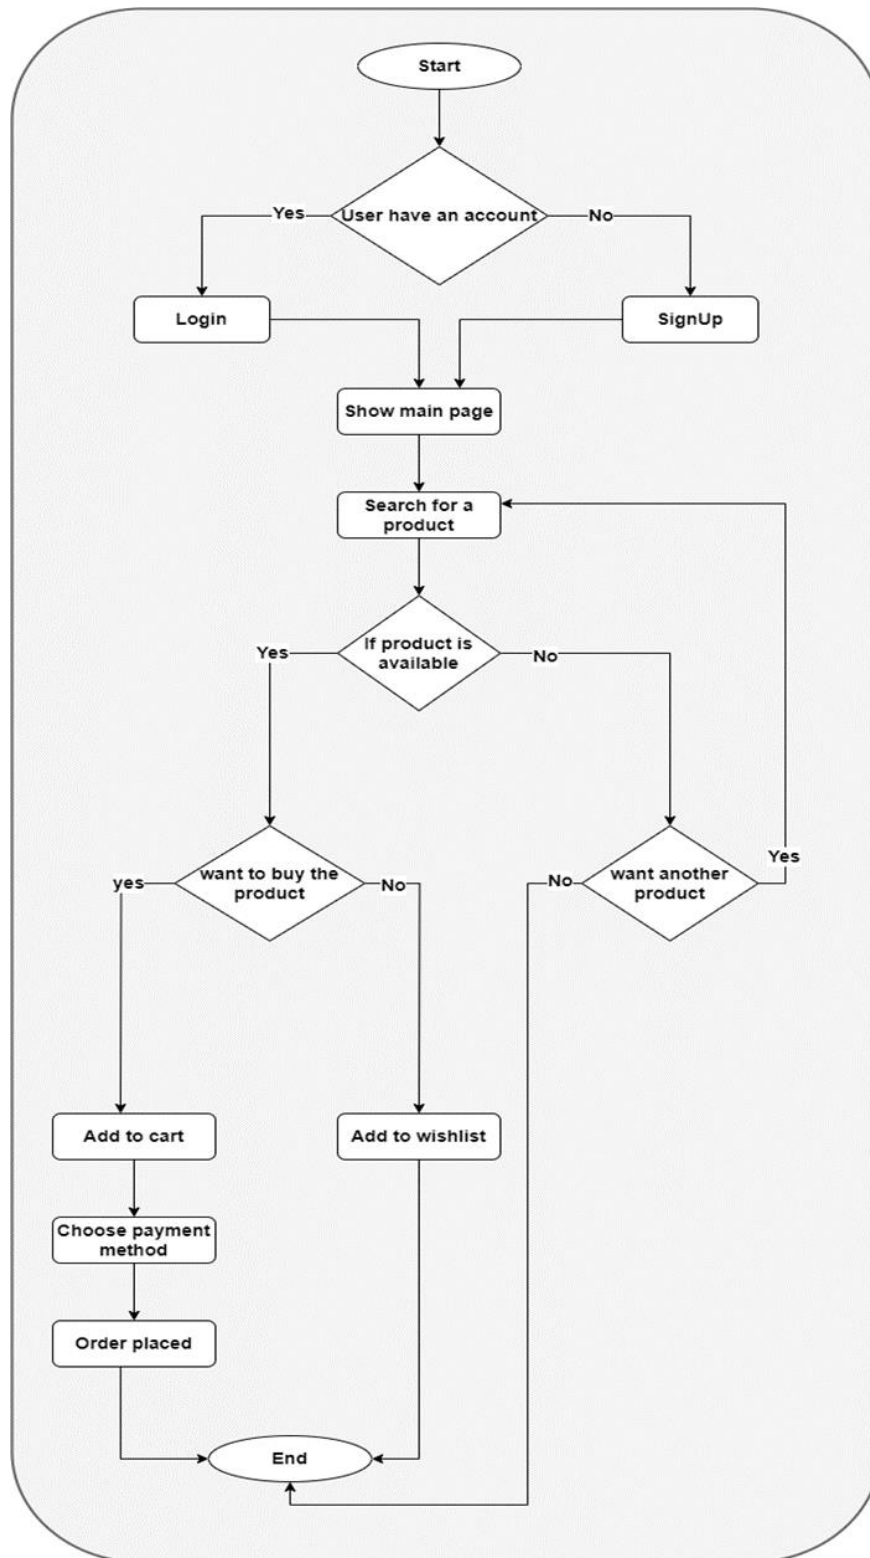 Start
User have an account
Yes
No
Login
SignUp
Show main page
Search for a
product
If product is
available
Yes
No
want to buy the
product
yes
No
want another
product
No
Yes
Add to cart
Add to wishlist
Choose payment
method
Order placed
End